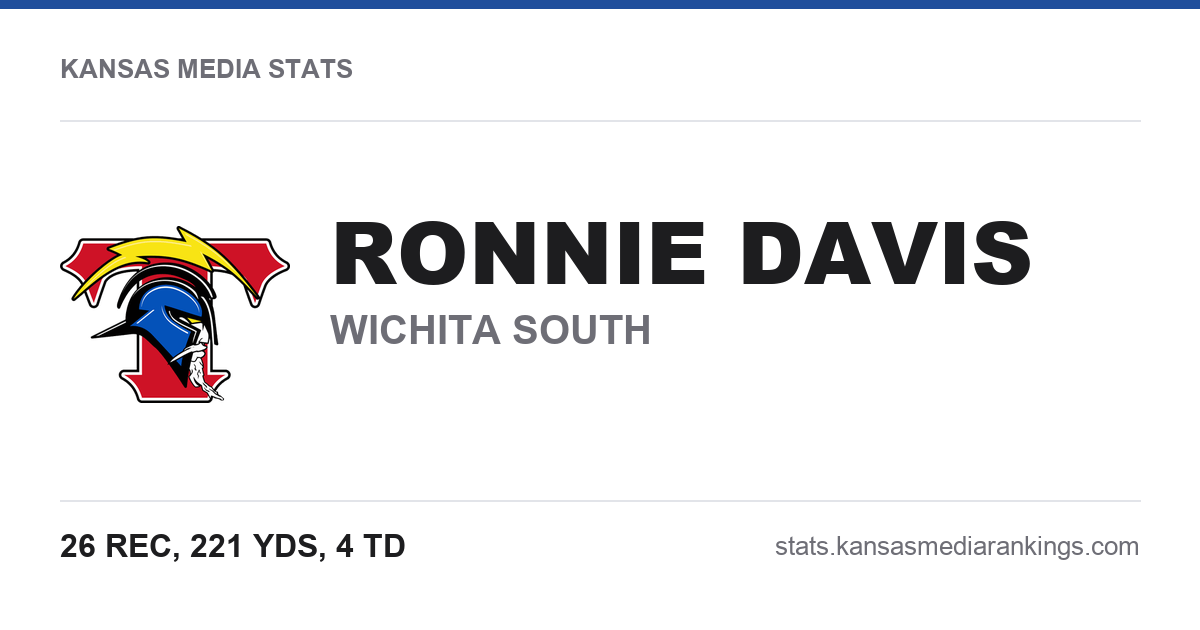 KANSAS MEDIA STATS
RONNIE DAVIS
WICHITA SOUTH
26 REC, 221 YDS, 4 TD
stats.kansasmediarankings.com